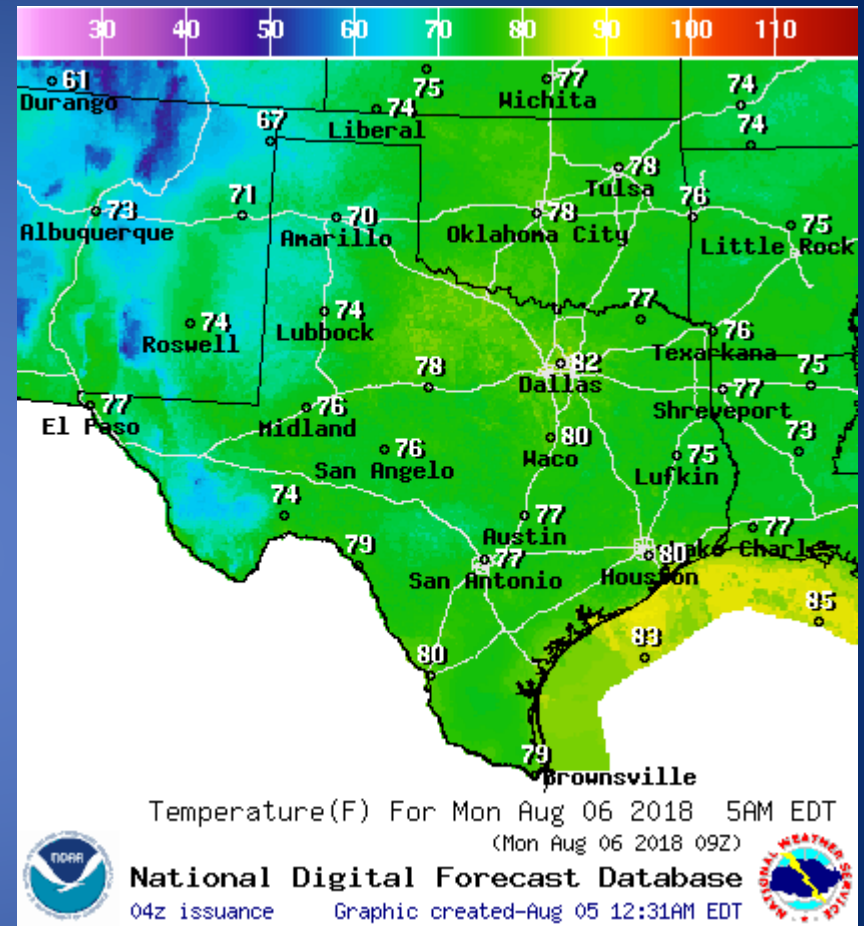 30 40 50 60 70 80 90 100 110
61
Durango
75
77
Wichita
74
74
Liberal
67
74
78
Tulsa
73
Albuquerque
71
70
Amarillo
78
Oklahoma City
76
75
Little Rock
74
Roswell
74
Lubbock
77
76
Texarkana
82
Dallas
78
75
77
Shreveport
77
El Paso
76
Midland
76
San Angelo
80
Waco
75
Lufkin
73
74
77
Austin
77
Lake Charles
79
77
San Antonio
80
Houston
85
83
80
79
Brownsville
Temperature(F) For Mon Aug 06 2018 5AM EDT
(Mon Aug 06 2018 09Z)
National Digital Forecast Database
04z issuance Graphic created-Aug 05 12:31AM EDT
NOAA
NATIONAL WEATHER SERVICE